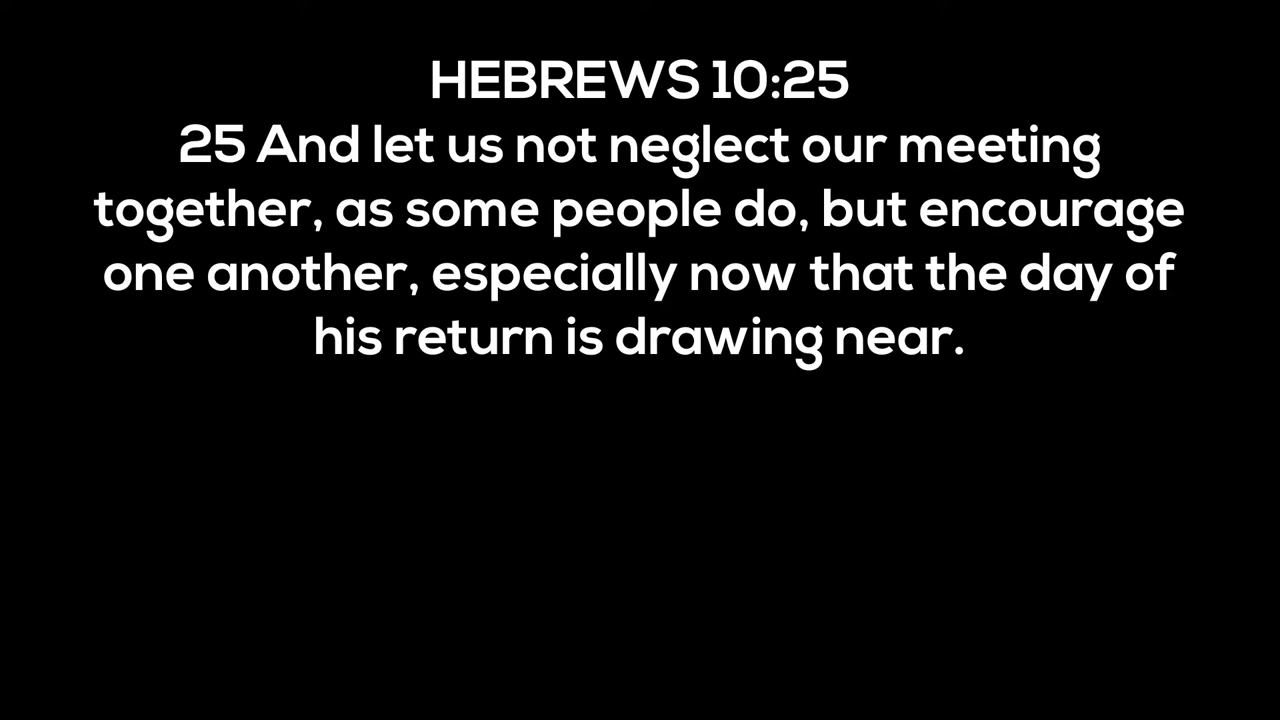 HEBREWS 10:25
25 And let us not neglect our meeting
together, as some people do, but encourage
one another, especially now that the day of
his return is drawing near.